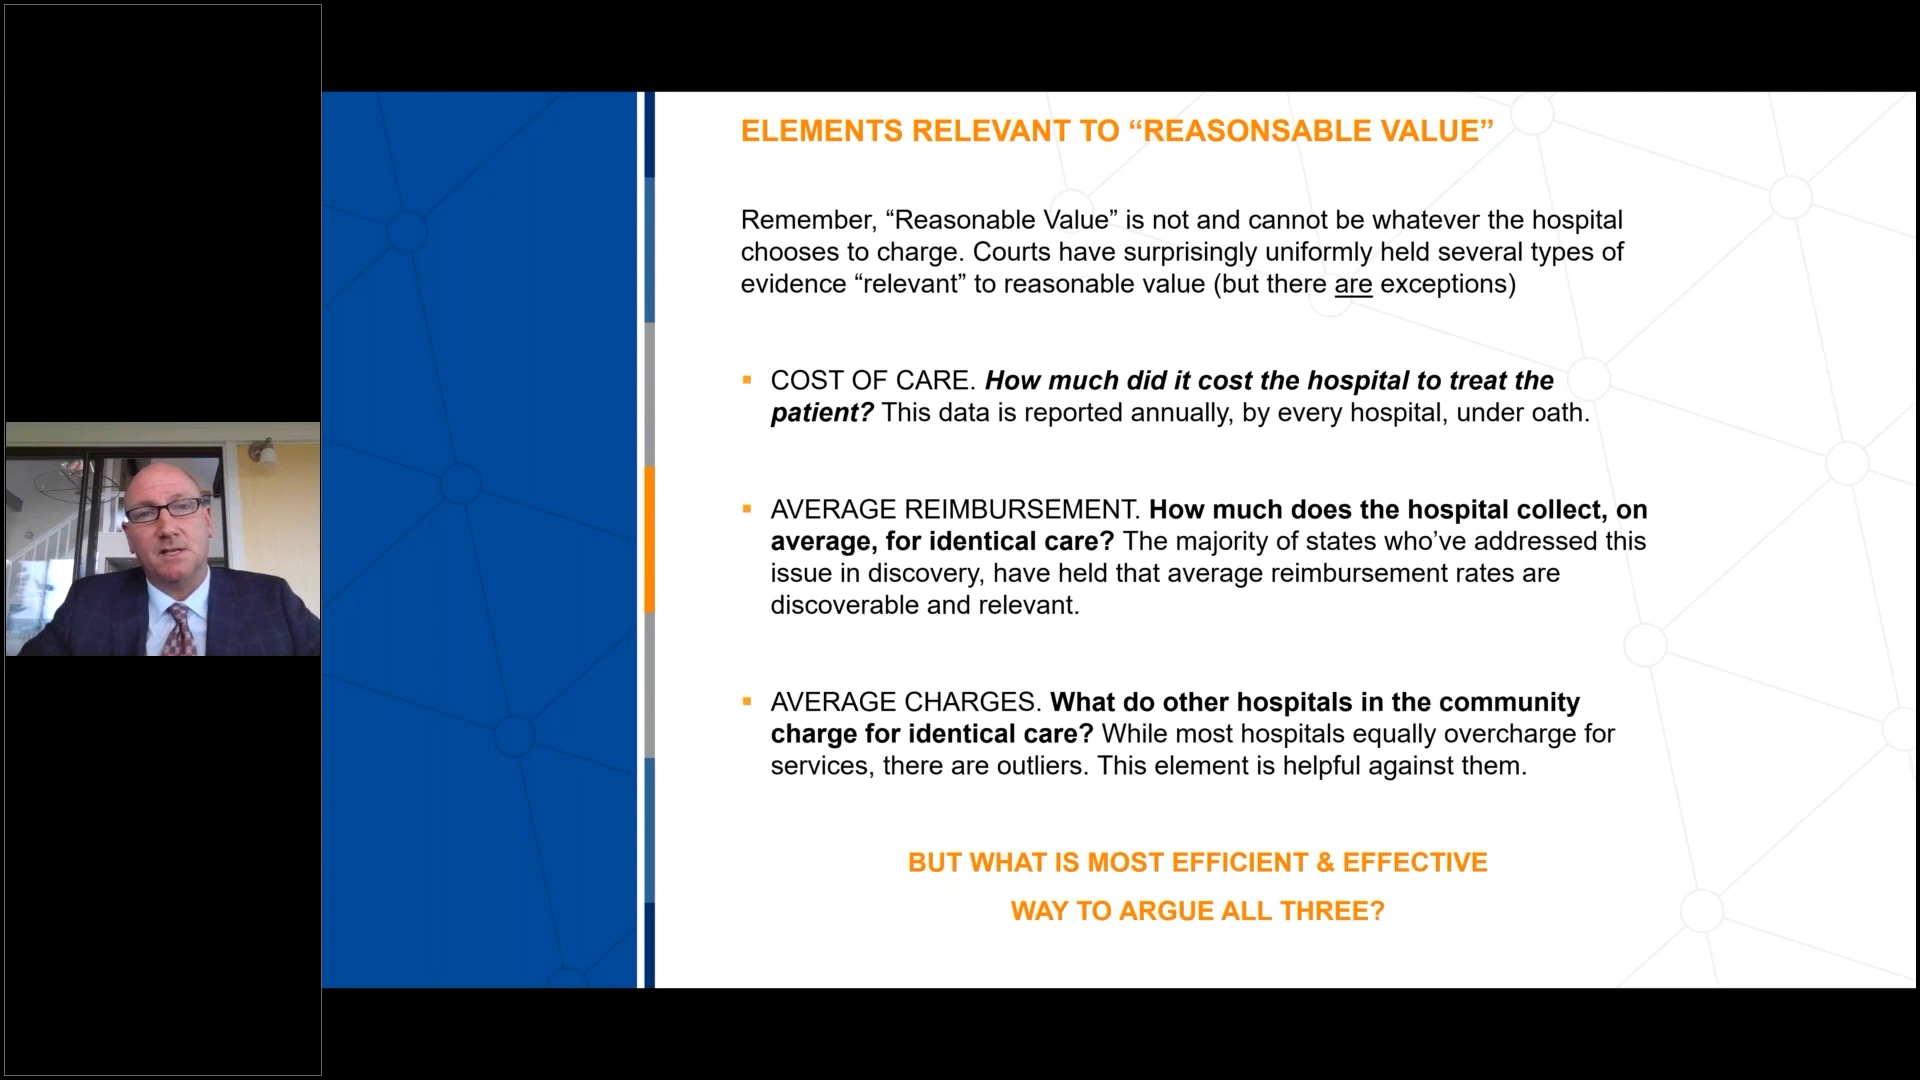 ELEMENTS RELEVANT TO “REASONSABLE VALUE”
Remember, “Reasonable Value” is not and cannot be whatever the hospital
chooses to charge. Courts have surprisingly uniformly held several types of
evidence “relevant” to reasonable value (but there are exceptions)
▪ COST OF CARE. How much did it cost the hospital to treat the
patient? This data is reported annually, by every hospital, under oath.
▪ AVERAGE REIMBURSEMENT. How much does the hospital collect, on
average, for identical care? The majority of states who’ve addressed this
issue in discovery, have held that average reimbursement rates are
discoverable and relevant.
▪ AVERAGE CHARGES. What do other hospitals in the community
charge for identical care? While most hospitals equally overcharge for
services, there are outliers. This element is helpful against them.
BUT WHAT IS MOST EFFICIENT & EFFECTIVE
WAY TO ARGUE ALL THREE?